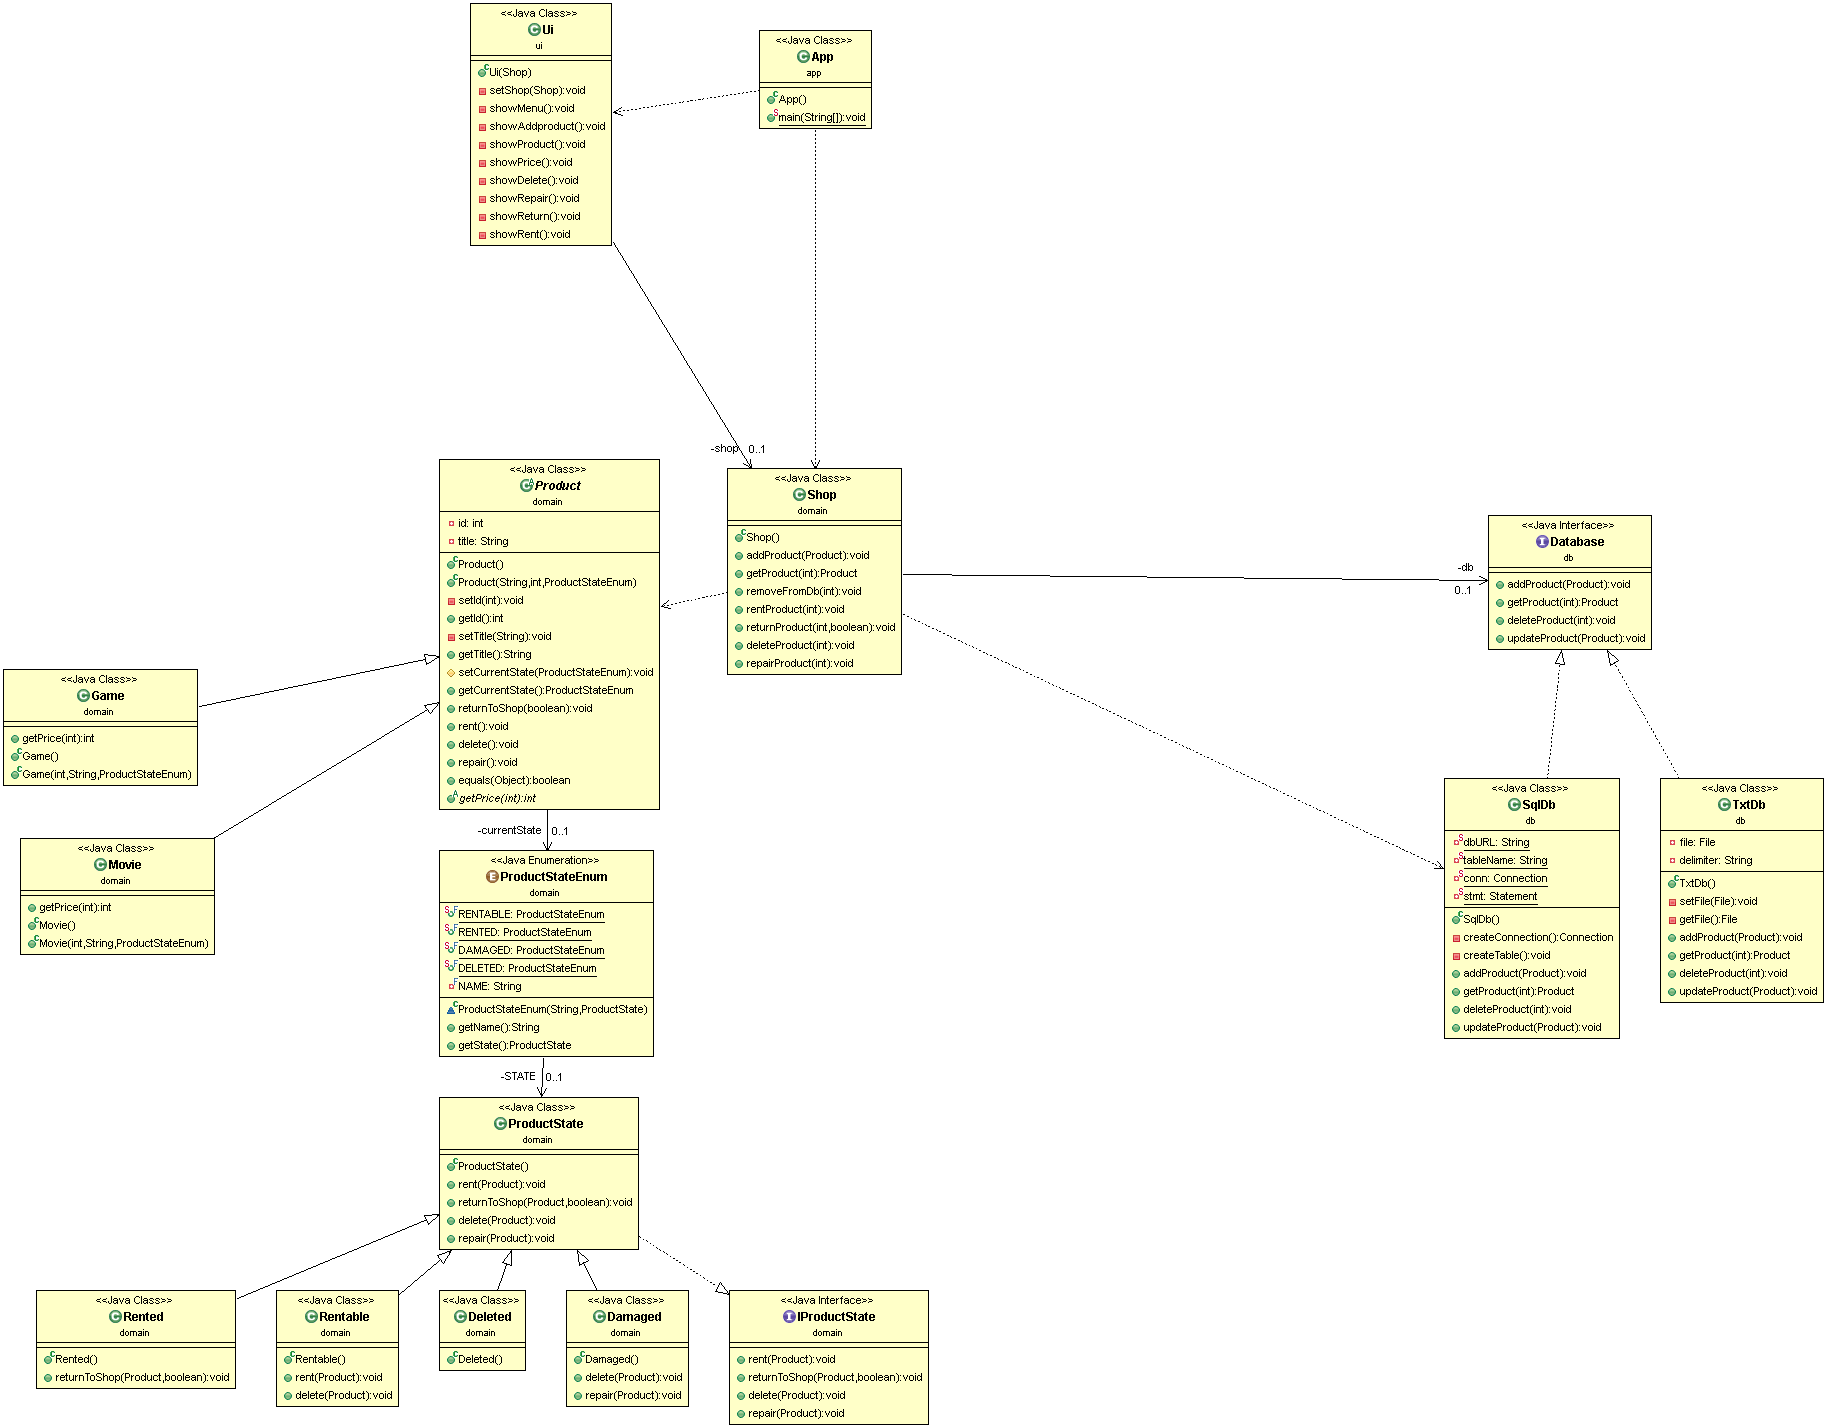 <<Java Class>>
Ui
ui
Ui(Shop)
setShop(Shop):void
showMenu():void
showAddproduct():void
showProduct():void
showPrice():void
showDelete():void
showRepair():void
showReturn():void
showRent():void
<<Java Class>>
App
app
App()
main(String[]):void
-shop 0..1
<<Java Class>>
Product
domain
id: int
title: String
Product()
Product(String,int,ProductStateEnum)
setId(int):void
getId():int
setTitle(String):void
getTitle():String
setCurrentState(ProductStateEnum):void
getCurrentState():ProductStateEnum
returnToShop(boolean):void
rent():void
delete():void
repair():void
equals(Object):boolean
getPrice(int):int
<<Java Class>>
Shop
domain
Shop()
addProduct(Product):void
getProduct(int):Product
removeFromDb(int):void
rentProduct(int):void
returnProduct(int,boolean):void
deleteProduct(int):void
repairProduct(int):void
-db
0..1
<<Java Interface>>
Database
db
addProduct(Product):void
getProduct(int):Product
deleteProduct(int):void
updateProduct(Product):void
<<Java Class>>
Game
domain
getPrice(int):int
Game()
Game(int,String,ProductStateEnum)
<<Java Class>>
Movie
domain
getPrice(int):int
Movie()
Movie(int,String,ProductStateEnum)
<<Java Class>>
SqlDb
db
dbURL: String
tableName: String
conn: Connection
stmt: Statement
SqlDb()
createConnection():Connection
createTable():void
addProduct(Product):void
getProduct(int):Product
deleteProduct(int):void
updateProduct(Product):void
<<Java Class>>
TxtDb
db
file: File
delimiter: String
TxtDb()
setFile(File):void
getFile():File
addProduct(Product):void
getProduct(int):Product
deleteProduct(int):void
updateProduct(Product):void
-currentState 0..1
<<Java Enumeration>>
ProductStateEnum
domain
RENTABLE: ProductStateEnum
RENTED: ProductStateEnum
DAMAGED: ProductStateEnum
DELETED: ProductStateEnum
NAME: String
ProductStateEnum(String,ProductState)
getName():String
getState():ProductState
-STATE 0..1
<<Java Class>>
ProductState
domain
ProductState()
rent(Product):void
returnToShop(Product,boolean):void
delete(Product):void
repair(Product):void
<<Java Class>>
Rented
domain
Rented()
returnToShop(Product,boolean):void
<<Java Class>>
Rentable
domain
Rentable()
rent(Product):void
delete(Product):void
<<Java Class>>
Deleted
domain
Deleted()
<<Java Class>>
Damaged
domain
Damaged()
delete(Product):void
repair(Product):void
<<Java Interface>>
IProductState
domain
rent(Product):void
returnToShop(Product,boolean):void
delete(Product):void
repair(Product):void